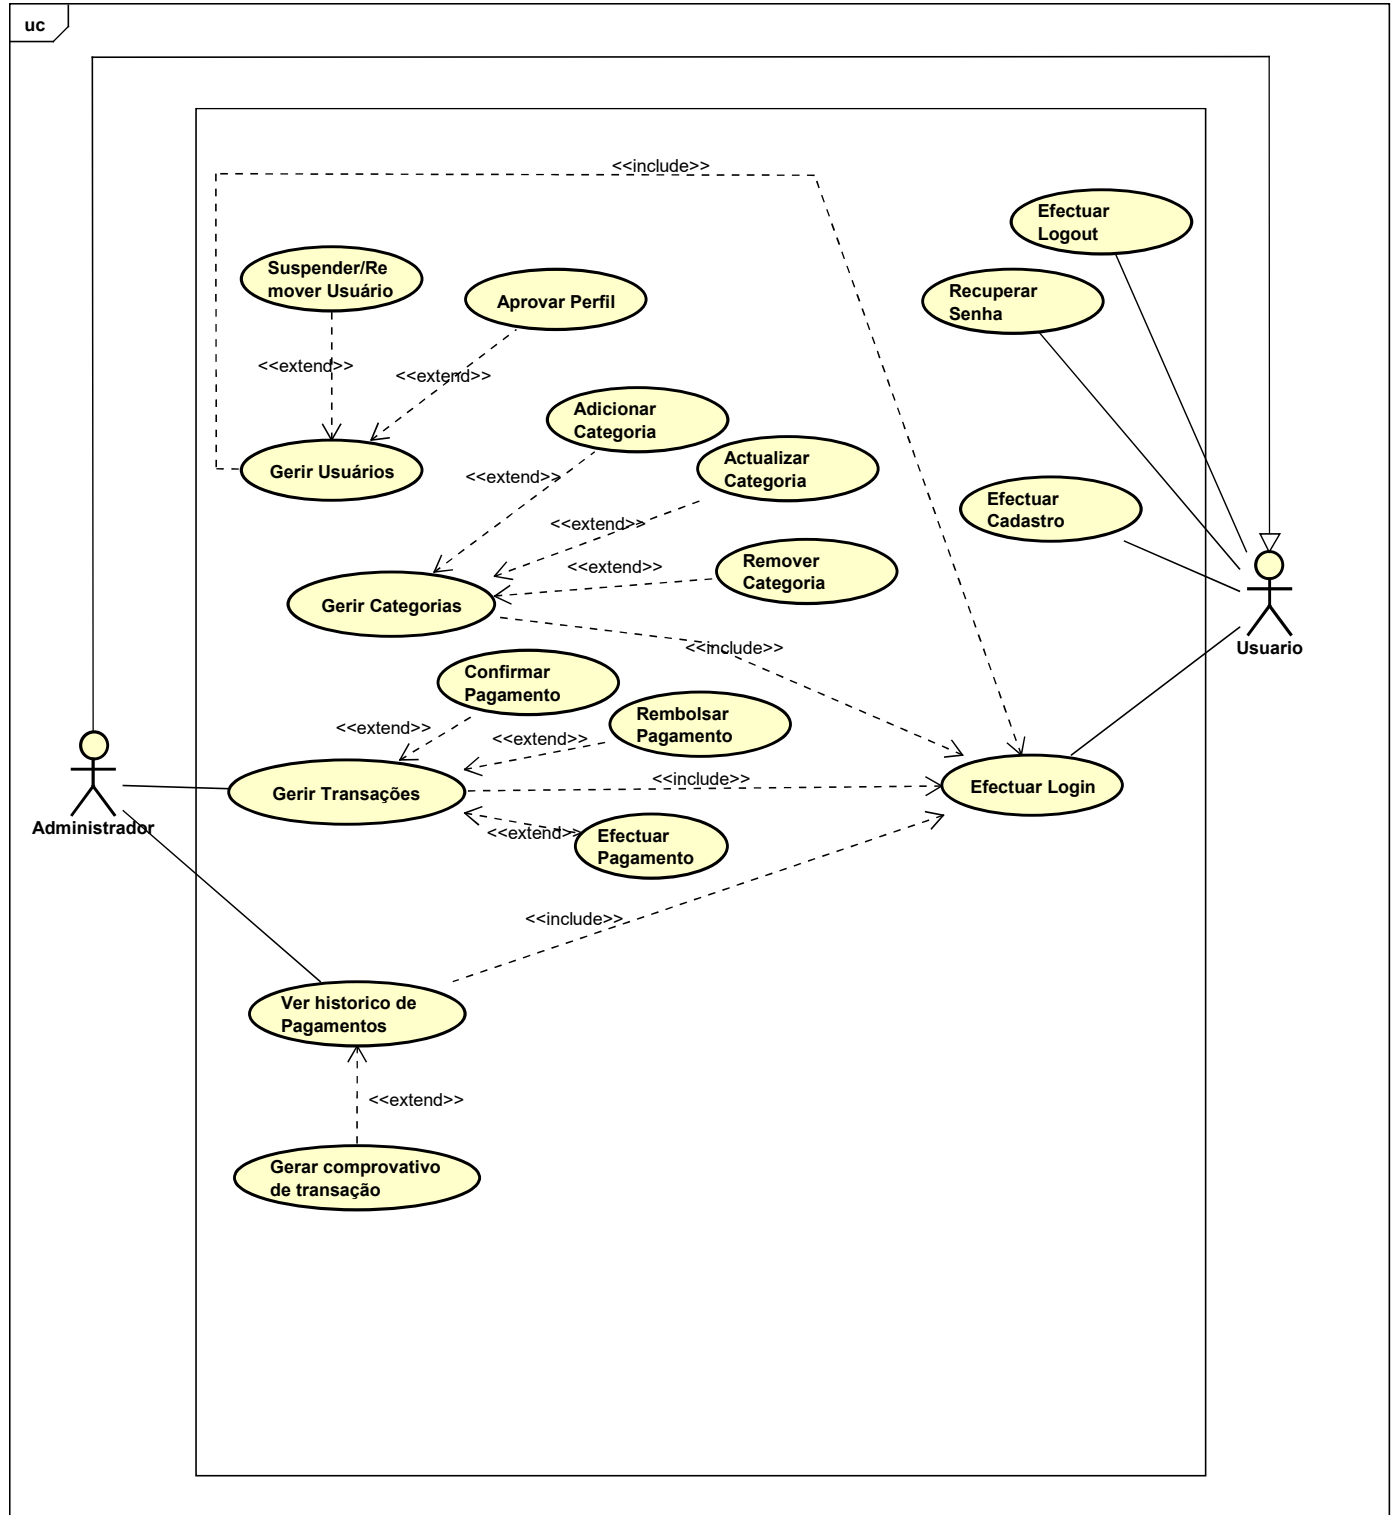 uc
<<include>>
Efectuar
Logout
Suspender/Re
mover Usuário
Aprovar Perfil
Recuperar
Senha
<<extend>>
<<extend>>
Adicionar
Categoria
Actualizar
Categoria
Gerir Usuários
<<extend>>
Efectuar
Cadastro
<<extend>>
Remover
Categoria
<<extend>>
Gerir Categorias
<<include>>
Usuario
Confirmar
Pagamento
Rembolsar
Pagamento
<<extend>>
<<extend>>
<<include>>
Gerir Transações
Efectuar Login
Administrador
<<extend>>
Efectuar
Pagamento
<<include>>
Ver historico de
Pagamentos
<<extend>>
Gerar comprovativo
de transação